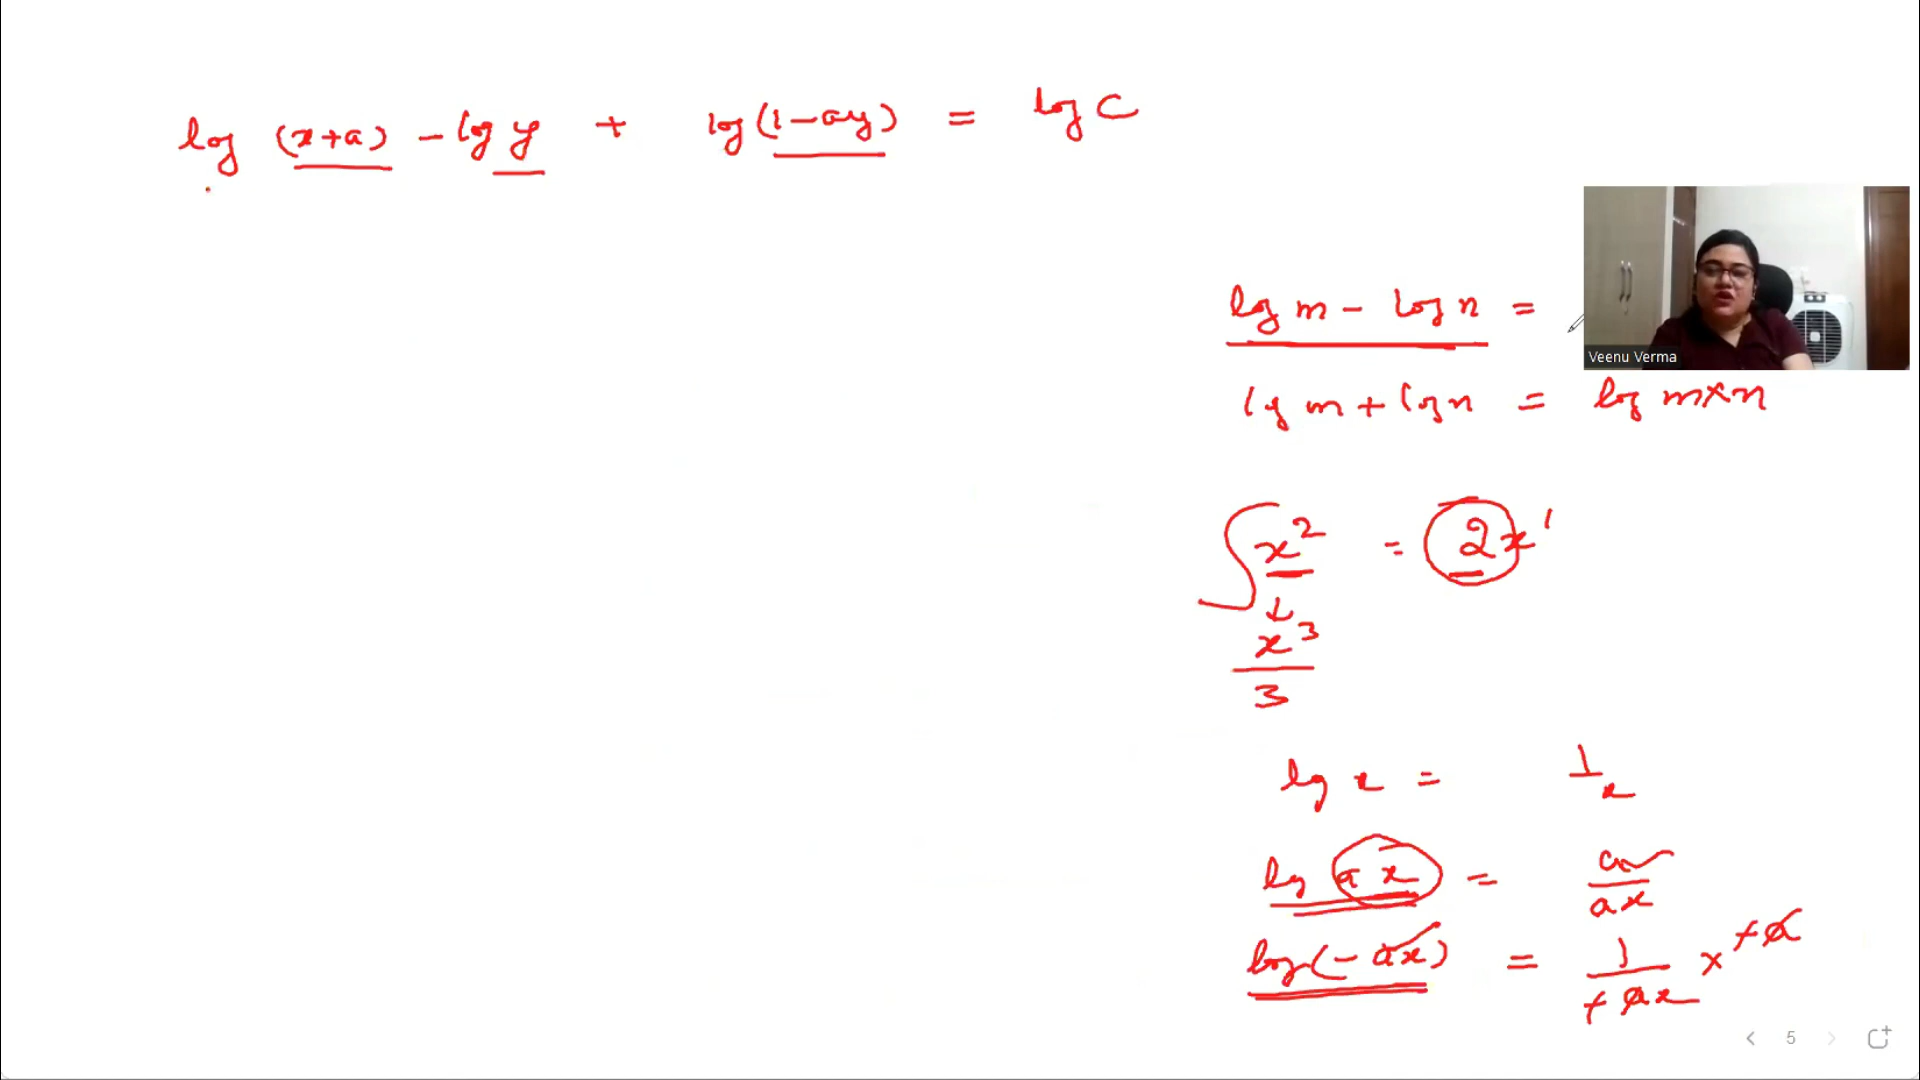 log (x+a) - log y + log (1-ay) = log C
log m - log n =
Veenu Verma
log m + log n = log m×n
∫ x² = 2x¹
↓
x³
3
log x = 1/x
log ax = a/ax
log (-ax) = 1/+ax × +a
5